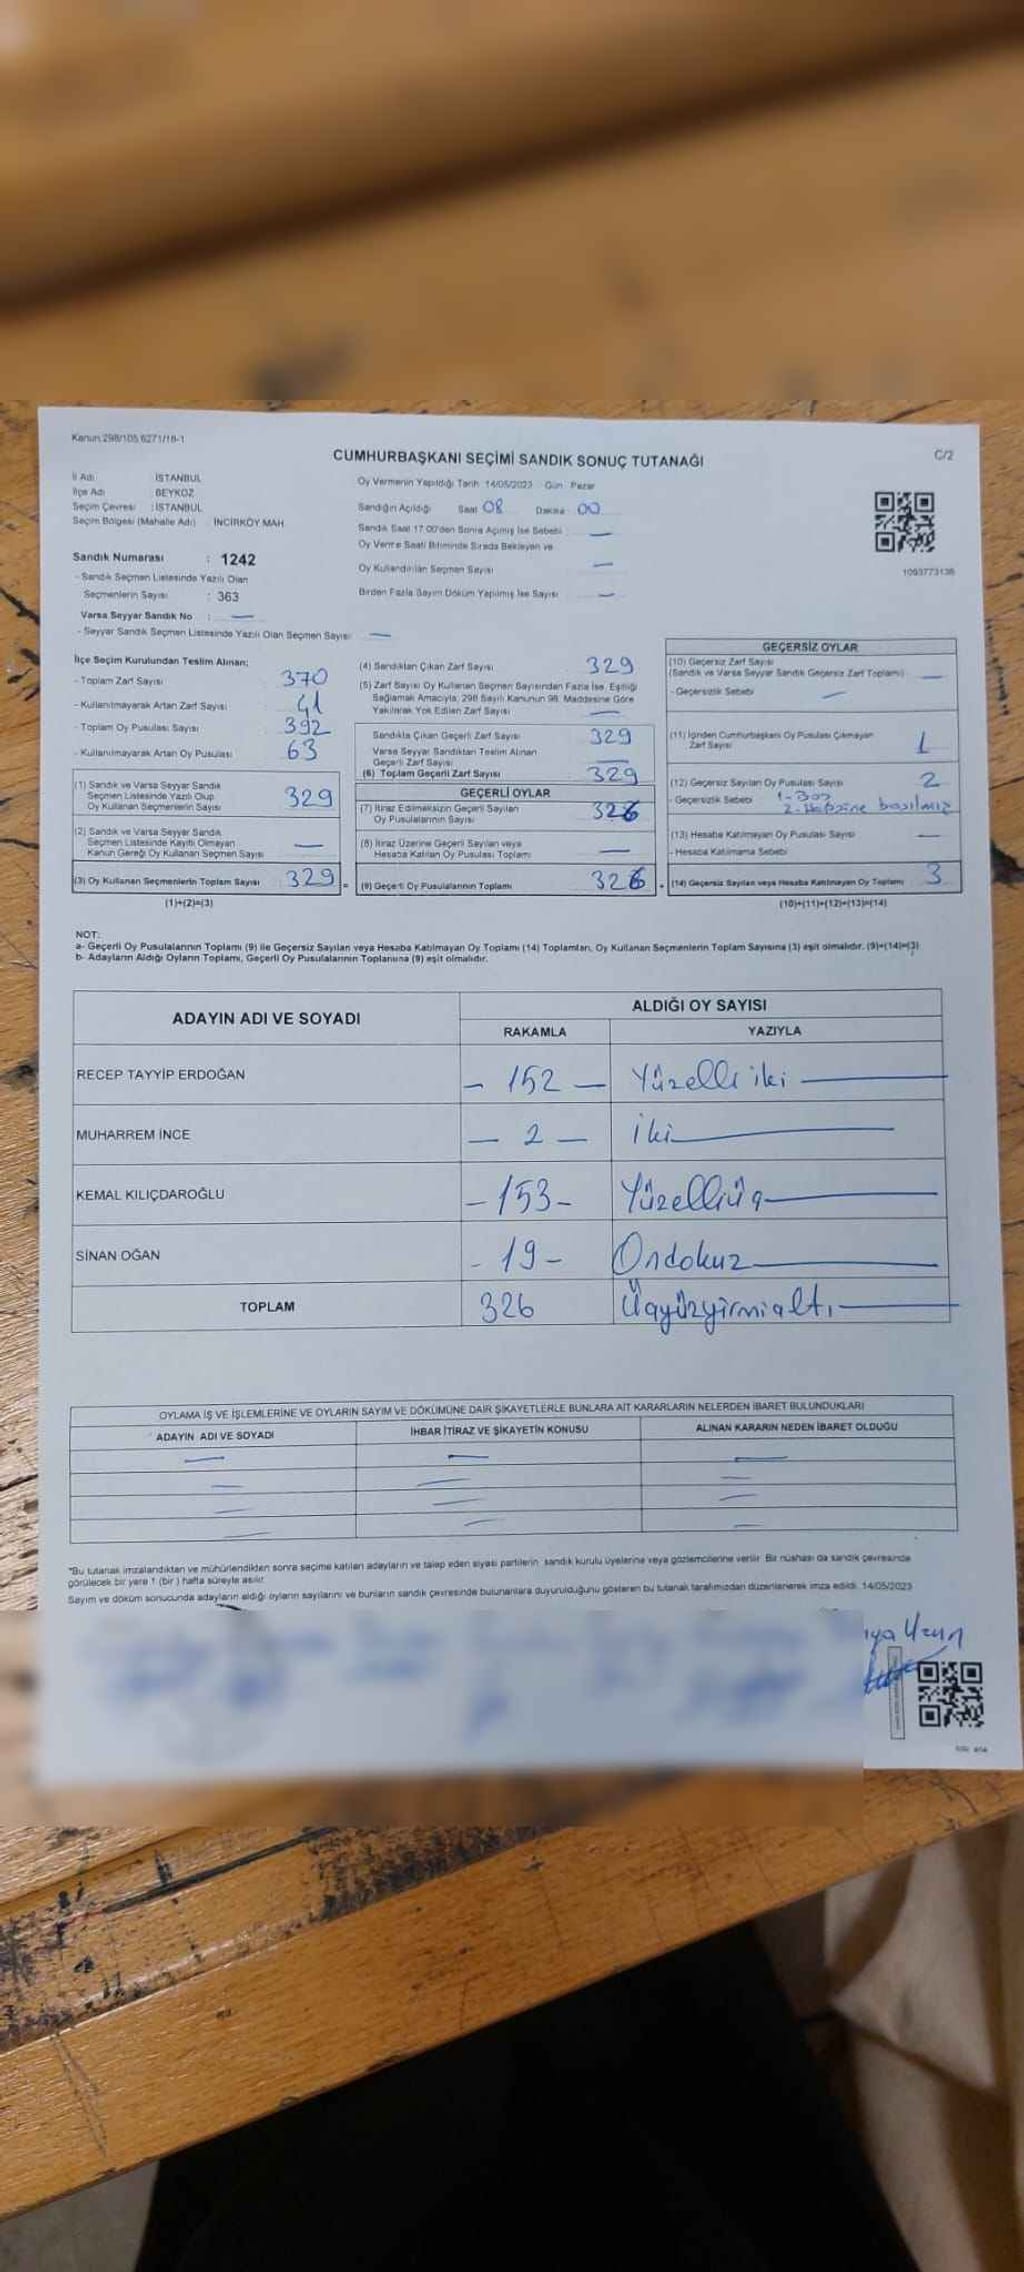 Kanun:298/105,6271/18-1
CUMHURBAŞKANI SEÇİMİ SANDIK SONUÇ TUTANAĞI
C/2
İl Adı : İSTANBUL
İlçe Adı : BEYKOZ
Seçim Çevresi : İSTANBUL
Seçim Bölgesi (Mahalle Adı) : İNCİRKÖY MAH.
Sandık Numarası : 1242
- Sandık Seçmen Listesinde Yazılı Olan
Seçmenlerin Sayısı : 363
Varsa Seyyar Sandık No : —
- Seyyar Sandık Seçmen Listesinde Yazılı Olan Seçmen Sayısı —
Oy Vermenin Yapıldığı Tarih 14/05/2023 Gün Pazar
Sandığın Açıldığı Saat 08 Dakika 00
Sandık Saat 17.00'den Sonra Açılmış İse Sebebi —
Oy Verme Saati Bitiminde Sırada Bekleyen ve
Oy Kullandırılan Seçmen Sayısı —
Birden Fazla Sayım Döküm Yapılmış İse Sayısı —
1093773138
İlçe Seçim Kurulundan Teslim Alınan;
- Toplam Zarf Sayısı 370
- Kullanılmayarak Artan Zarf Sayısı 41
- Toplam Oy Pusulası Sayısı 392
- Kullanılmayarak Artan Oy Pusulası 63
(1) Sandık ve Varsa Seyyar Sandık
Seçmen Listesinde Yazılı Olup
Oy Kullanan Seçmenlerin Sayısı 329
(2) Sandık ve Varsa Seyyar Sandık
Seçmen Listesinde Kayıtlı Olmayan
Kanun Gereği Oy Kullanan Seçmen Sayısı —
(3) Oy Kullanan Seçmenlerin Toplam Sayısı 329 =
(1)+(2)=(3)
(4) Sandıktan Çıkan Zarf Sayısı 329
(5) Zarf Sayısı Oy Kullanan Seçmen Sayısından Fazla İse, Eşitliği
Sağlamak Amacıyla, 298 Sayılı Kanunun 98. Maddesine Göre
Yakılarak Yok Edilen Zarf Sayısı —
Sandıkta Çıkan Geçerli Zarf Sayısı 329
Varsa Seyyar Sandıktan Teslim Alınan
Geçerli Zarf Sayısı —
(6) Toplam Geçerli Zarf Sayısı 329
GEÇERLİ OYLAR
(7) İtiraz Edilmeksizin Geçerli Sayılan
Oy Pusulalarının Sayısı 326
(8) İtiraz Üzerine Geçerli Sayılan veya
Hesaba Katılan Oy Pusulası Toplamı —
(9) Geçerli Oy Pusulalarının Toplamı 326 +
GEÇERSİZ OYLAR
(10) Geçersiz Zarf Sayısı
(Sandık ve Varsa Seyyar Sandık Geçersiz Zarf Toplamı) —
- Geçersizlik Sebebi —
(11) İçinden Cumhurbaşkanı Oy Pusulası Çıkmayan
Zarf Sayısı 1
(12) Geçersiz Sayılan Oy Pusulası Sayısı 2
- Geçersizlik Sebebi 1-Boş
2-Hepsine basılmış
(13) Hesaba Katılmayan Oy Pusulası Sayısı —
- Hesaba Katılmama Sebebi
(14) Geçersiz Sayılan veya Hesaba Katılmayan Oy Toplamı 3
(10)+(11)+(12)+(13)=(14)
NOT:
a- Geçerli Oy Pusulalarının Toplamı (9) ile Geçersiz Sayılan veya Hesaba Katılmayan Oy Toplamı (14) Toplamları, Oy Kullanan Seçmenlerin Toplam Sayısına (3) eşit olmalıdır. (9)+(14)=(3)
b- Adayların Aldığı Oyların Toplamı, Geçerli Oy Pusulalarının Toplamına (9) eşit olmalıdır.
ADAYIN ADI VE SOYADI ALDIĞI OY SAYISI
RAKAMLA YAZIYLA
RECEP TAYYİP ERDOĞAN - 152 — Yüzelli iki —
MUHARREM İNCE — 2 — iki —
KEMAL KILIÇDAROĞLU - 153 - Yüzelliüç —
SİNAN OĞAN - 19 - Ondokuz —
TOPLAM 326 Üçyüzyirmialtı —
OYLAMA İŞ VE İŞLEMLERİNE VE OYLARIN SAYIM VE DÖKÜMÜNE DAİR ŞİKAYETLERLE BUNLARA AİT KARARLARIN NELERDEN İBARET BULUNDUKLARI
ADAYIN ADI VE SOYADI İHBAR İTİRAZ VE ŞİKAYETİN KONUSU ALINAN KARARIN NEDEN İBARET OLDUĞU
— — —
— — —
— — —
— — —
*Bu tutanak imzalandıktan ve mühürlendikten sonra seçime katılan adayların ve talep eden siyasi partilerin sandık kurulu üyelerine veya gözlemcilerine verilir. Bir nüshası da sandık çevresinde
görülecek bir yere 1 (bir) hafta süreyle asılır.
Sayım ve döküm sonucunda adayların aldığı oyların sayılarını ve bunların sandık çevresinde bulunanlara duyurulduğunu gösteren bu tutanak tarafımızdan düzenlenerek imza edildi. 14/05/2023
Uzun